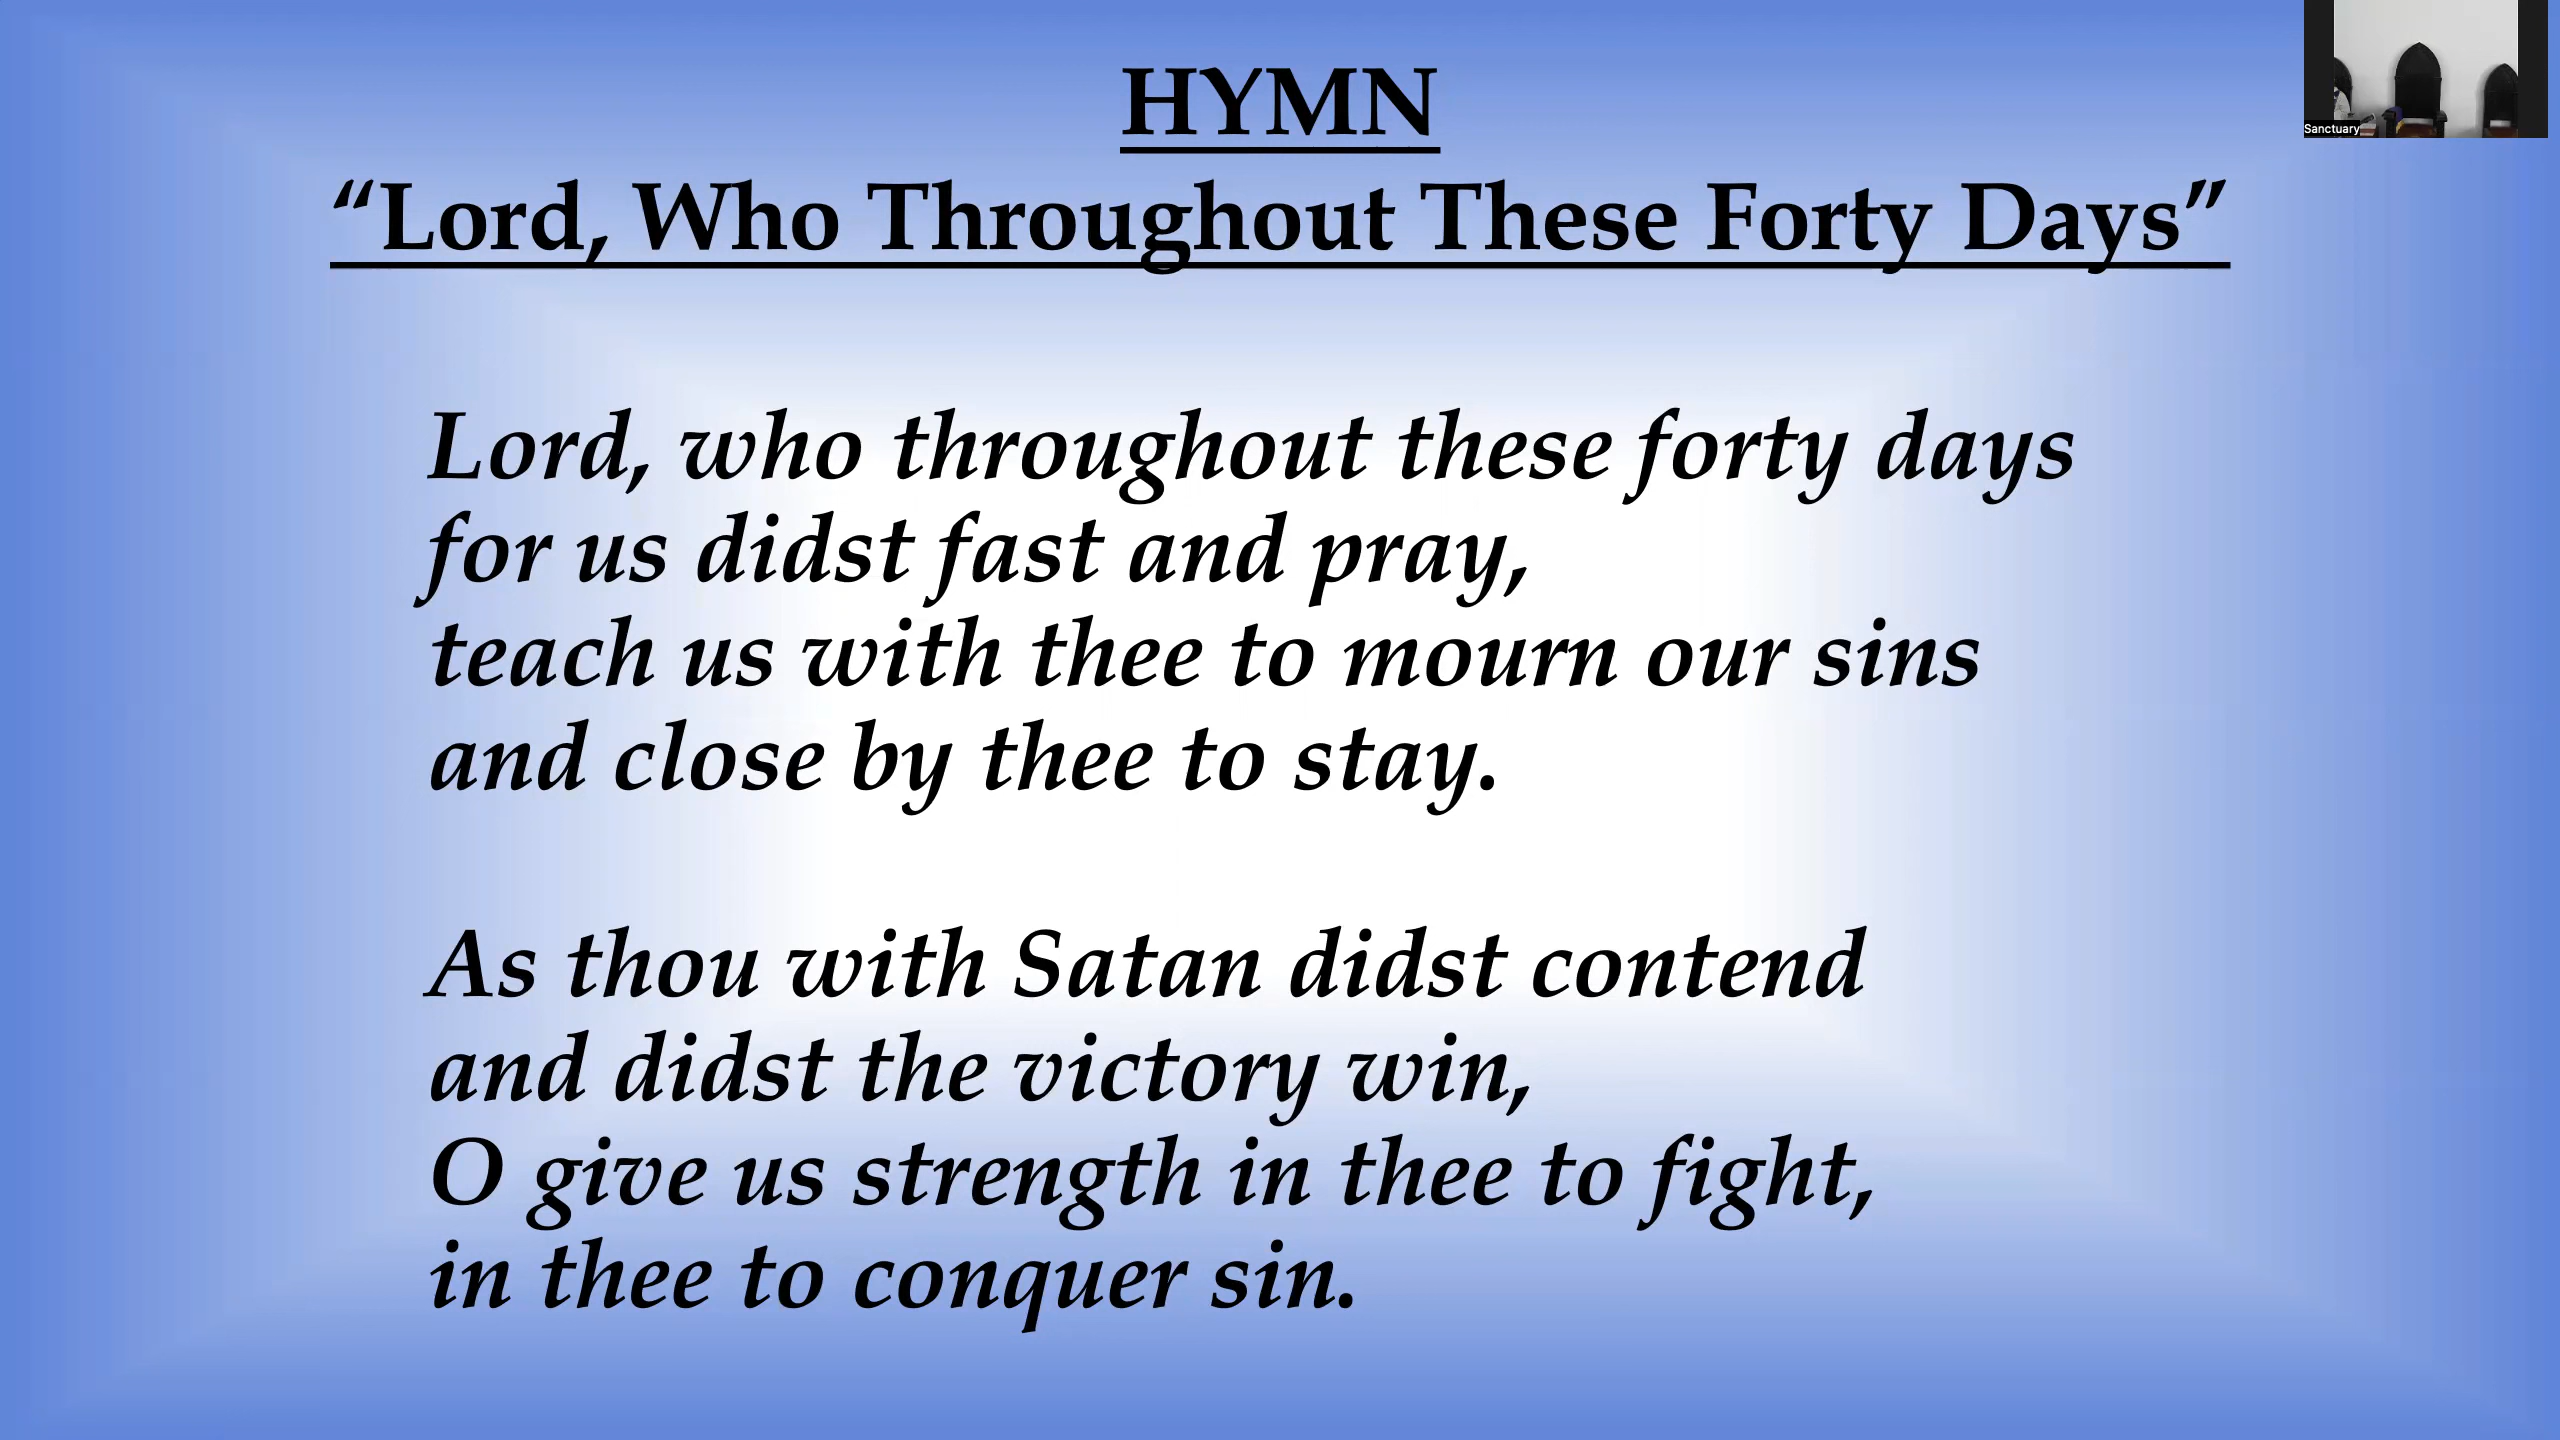 HYMN
“Lord, Who Throughout These Forty Days”
Lord, who throughout these forty days
for us didst fast and pray,
teach us with thee to mourn our sins
and close by thee to stay.
As thou with Satan didst contend
and didst the victory win,
O give us strength in thee to fight,
in thee to conquer sin.
Sanctuary